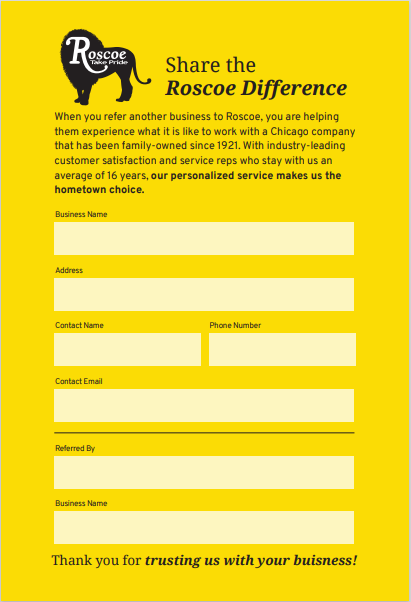 Roscoe
Take Pride
Share the
Roscoe Difference
When you refer another business to Roscoe, you are helping
them experience what it is like to work with a Chicago company
that has been family-owned since 1921. With industry-leading
customer satisfaction and service reps who stay with us an
average of 16 years, our personalized service makes us the
hometown choice.
Business Name
Address
Contact Name Phone Number
Contact Email
Referred By
Business Name
Thank you for trusting us with your buisness!